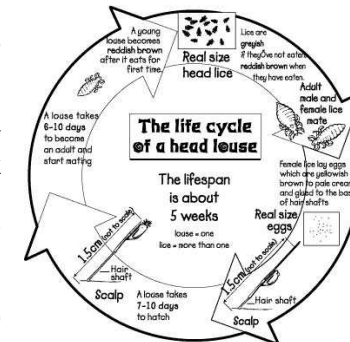 A young
louse becomes
reddish brown
after it eats for
first time.
Real size
head lice
Lice are
greyish
if theyÕve not eaten,
reddish brown when
they have eaten.
Adult
male and
female lice
mate
Female lice lay eggs
which are yellowish
brown to pale cream
and glued to the bas
of hair shafts
Real size
eggs
1.5cm (not to scale)
Hair shaft
Scalp
A louse takes
7-10 days
to hatch
1.5cm (not to scale)
Hair
shaft
Scalp
A louse takes
6-10 days
to become
an adult and
start mating
The life cycle
of a head louse
The lifespan
is about
5 weeks
louse = one
lice = more than one